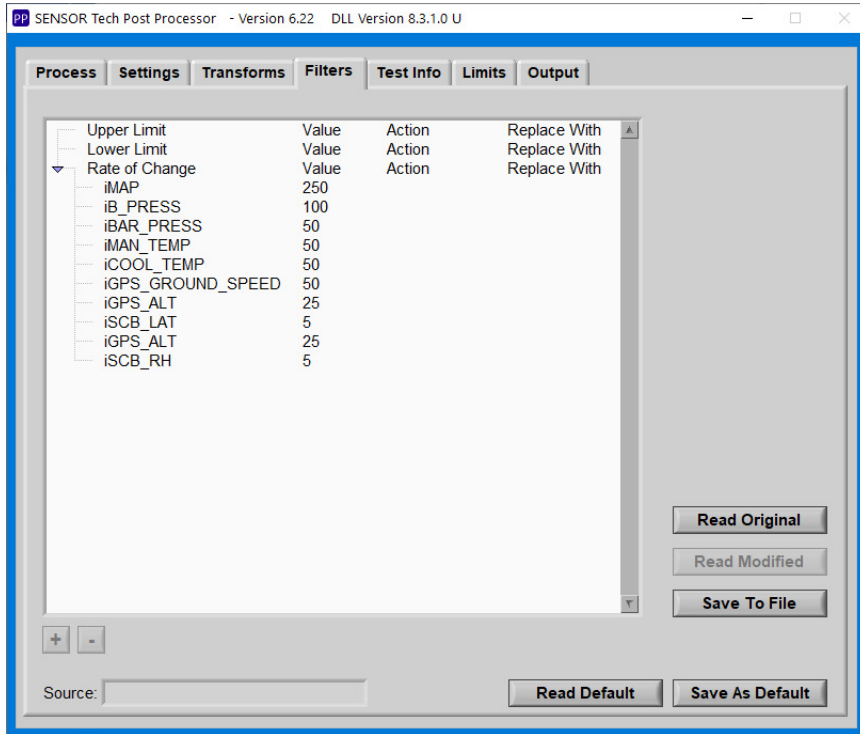 PP SENSOR Tech Post Processor - Version 6.22 DLL Version 8.3.1.0 U
Process Settings Transforms Filters Test Info Limits Output
Upper Limit Value Action Replace With
Lower Limit Value Action Replace With
Rate of Change Value Action Replace With
iMAP 250
iB_PRESS 100
iBAR_PRESS 50
iMAN_TEMP 50
iCOOL_TEMP 50
iGPS_GROUND_SPEED 50
iGPS_ALT 25
iSCB_LAT 5
iGPS_ALT 25
iSCB_RH 5
Read Original
Read Modified
Save To File
+ -
Source: Read Default Save As Default